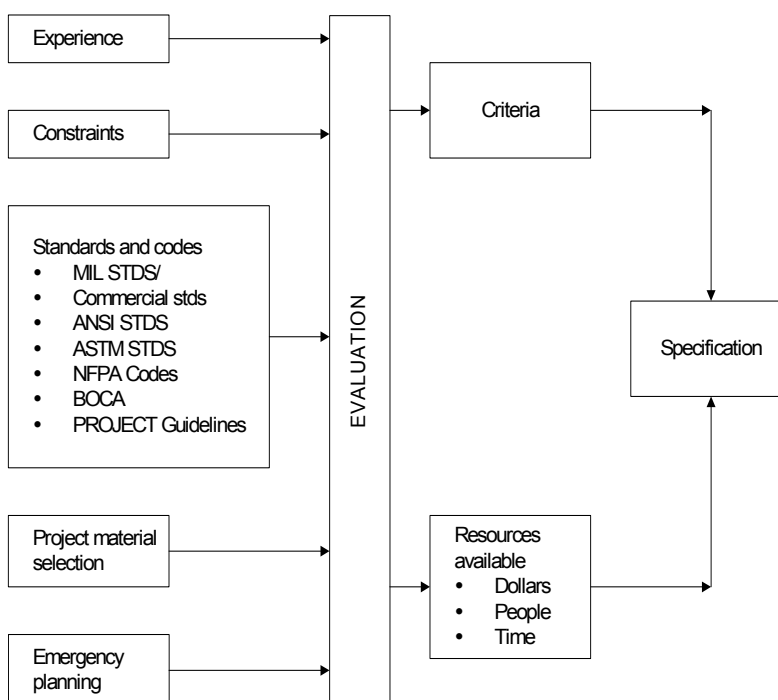 Experience
Constraints
Standards and codes
• MIL STDS/
• Commercial stds
• ANSI STDS
• ASTM STDS
• NFPA Codes
• BOCA
• PROJECT Guidelines
Project material
selection
Emergency
planning
EVALUATION
Criteria
Resources
available
• Dollars
• People
• Time
Specification